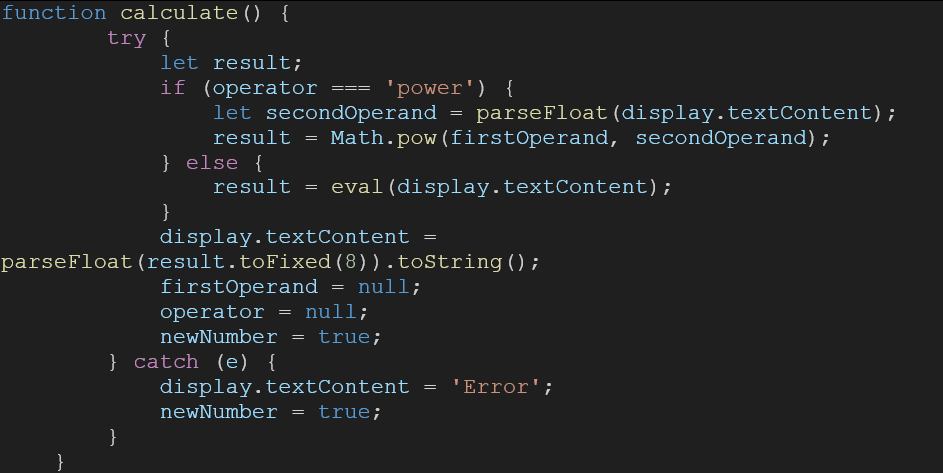 function calculate() {
        try {
            let result;
            if (operator === 'power') {
                let secondOperand = parseFloat(display.textContent);
                result = Math.pow(firstOperand, secondOperand);
            } else {
                result = eval(display.textContent);
            }
            display.textContent =
parseFloat(result.toFixed(8)).toString();
            firstOperand = null;
            operator = null;
            newNumber = true;
        } catch (e) {
            display.textContent = 'Error';
            newNumber = true;
        }
    }